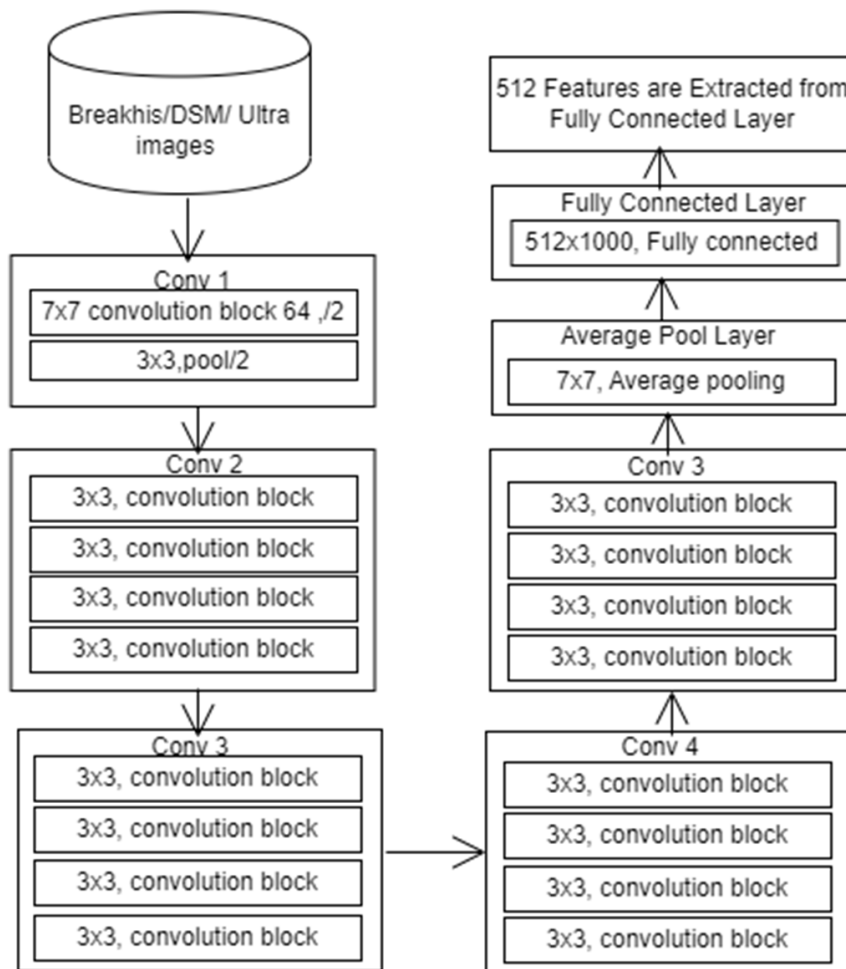 Breakhis/DSM/ Ultra
images
Conv 1
7x7 convolution block 64 ,/2
3x3,pool/2
Conv 2
3x3, convolution block
3x3, convolution block
3x3, convolution block
3x3, convolution block
Conv 3
3x3, convolution block
3x3, convolution block
3x3, convolution block
3x3, convolution block
Conv 4
3x3, convolution block
3x3, convolution block
3x3, convolution block
3x3, convolution block
Conv 3
3x3, convolution block
3x3, convolution block
3x3, convolution block
3x3, convolution block
Average Pool Layer
7x7, Average pooling
Fully Connected Layer
512x1000, Fully connected
512 Features are Extracted from
Fully Connected Layer